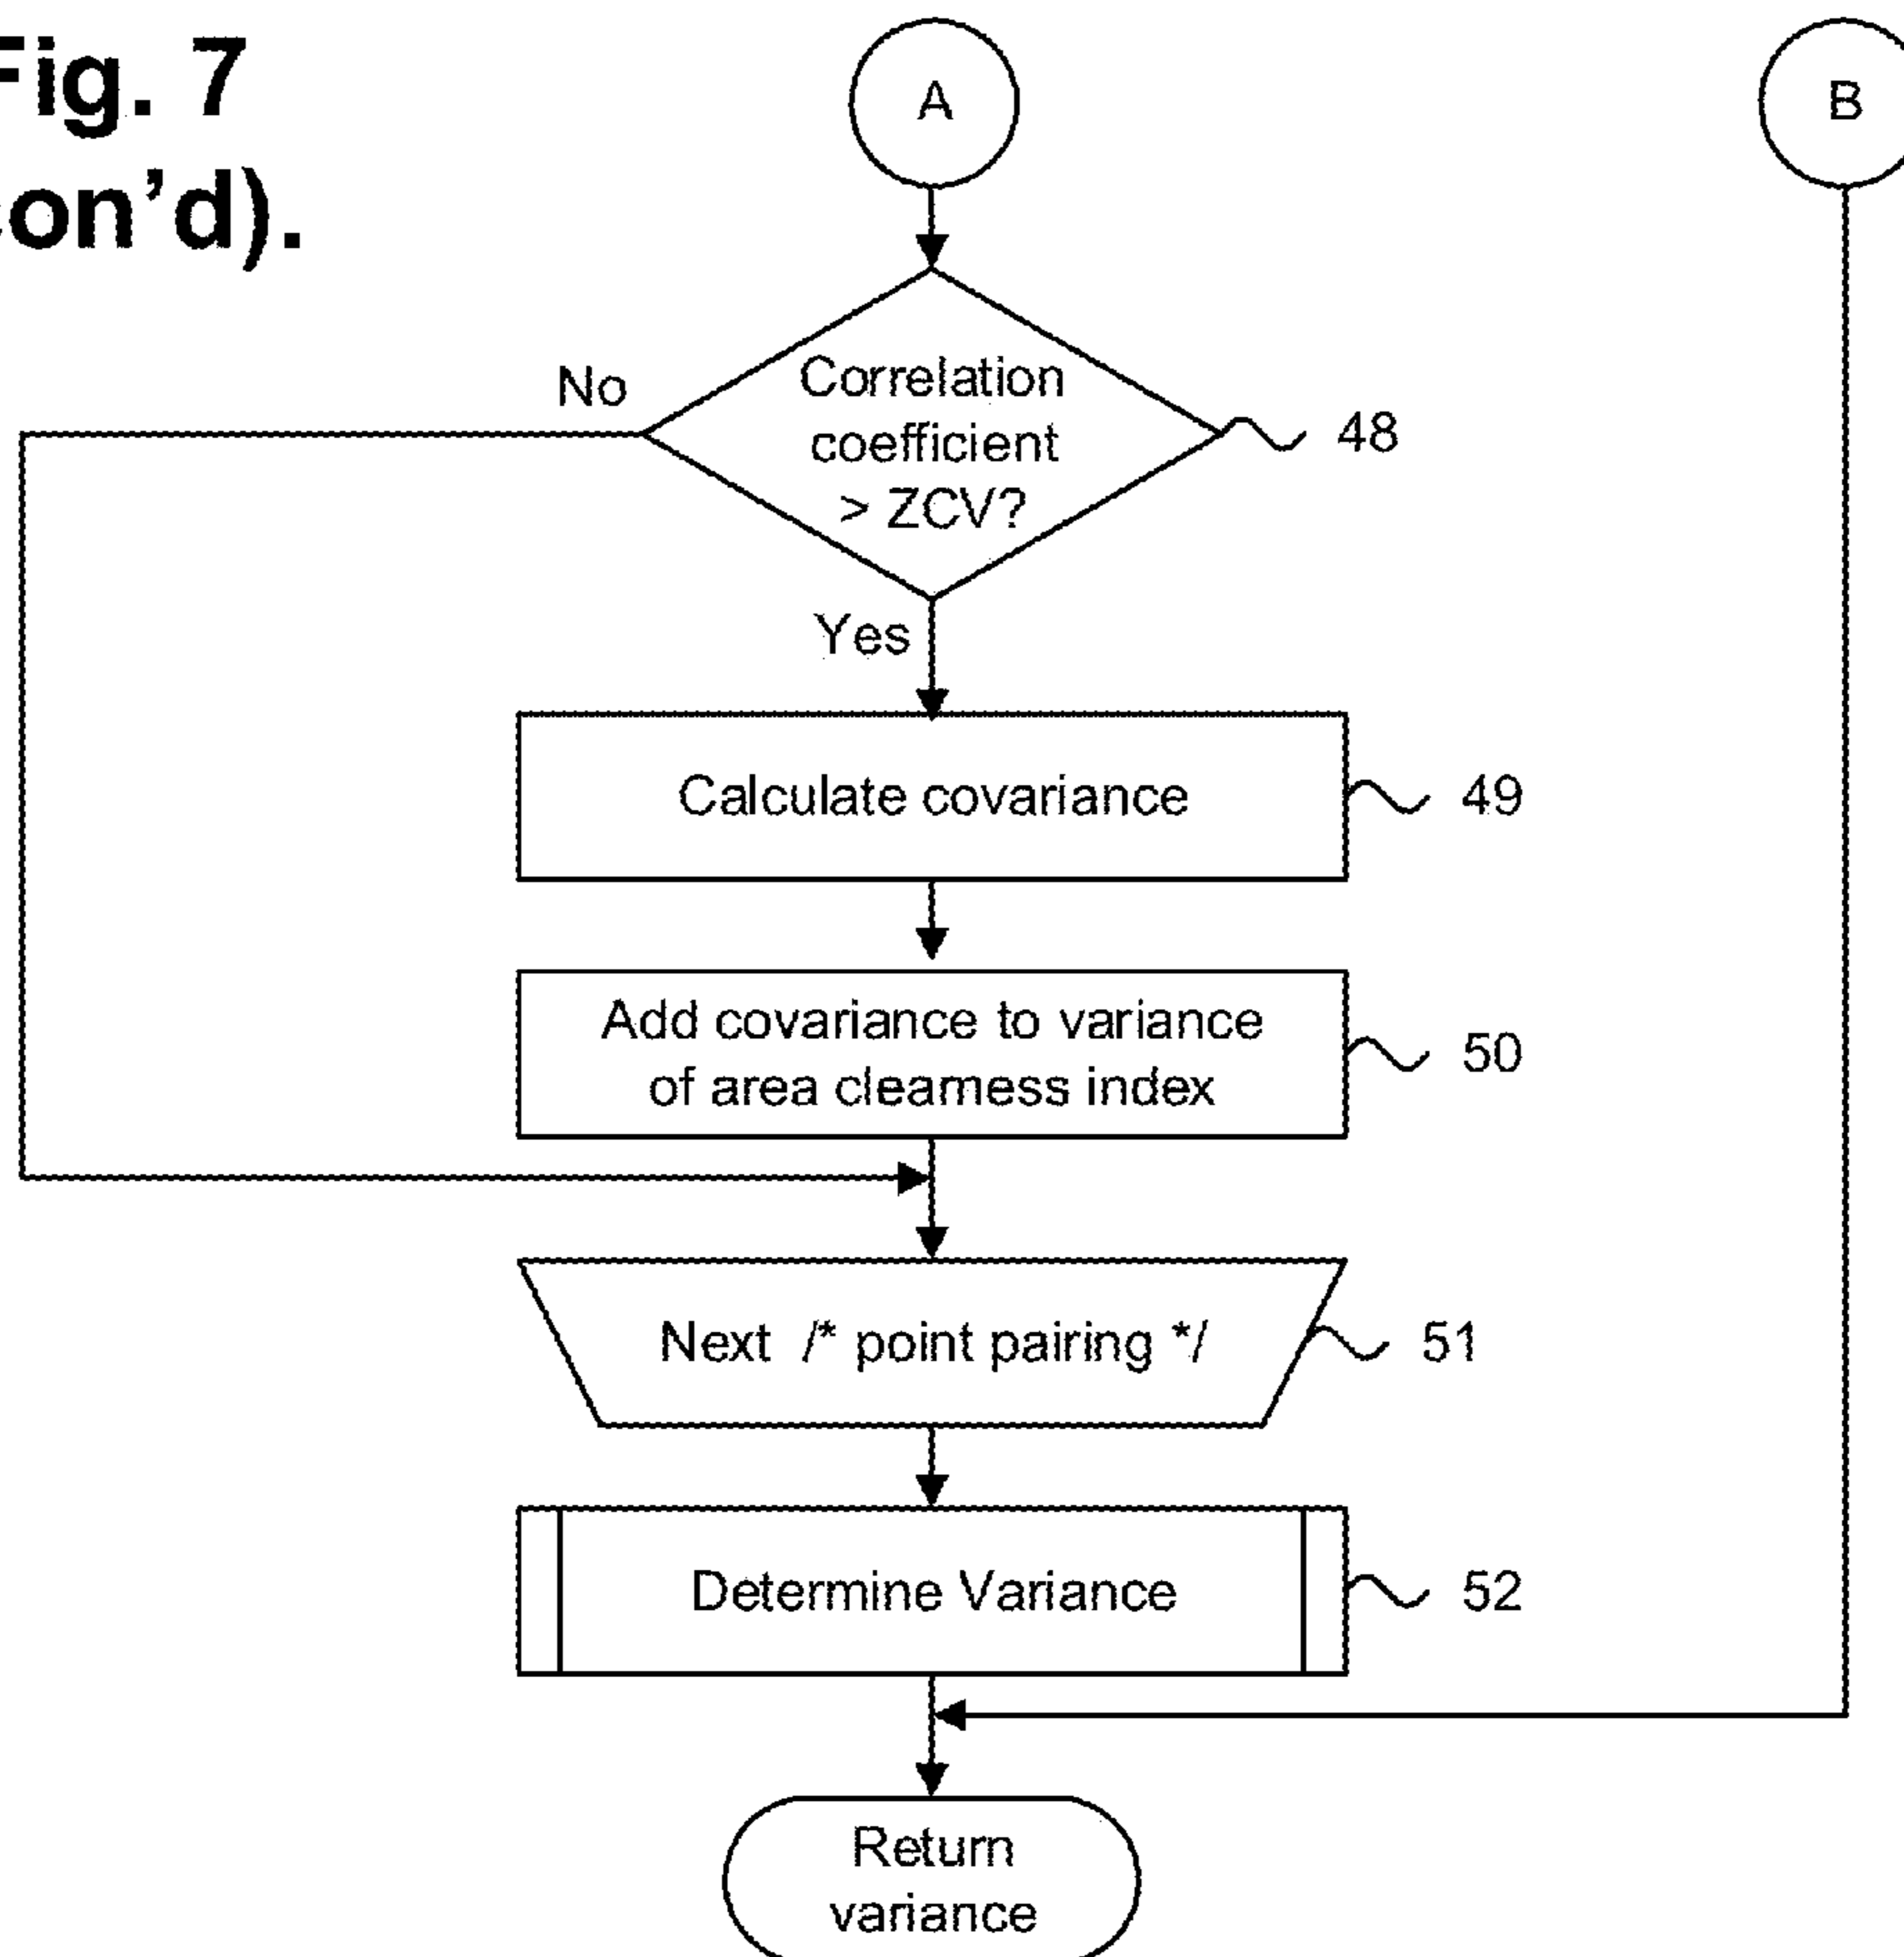 Fig. 7
con'd).
A
B
No
Correlation
coefficient
> ZCV?
48
Yes
Calculate covariance
49
Add covariance to variance
of area clearness index
50
Next /* point pairing */
51
Determine Variance
52
Return
variance